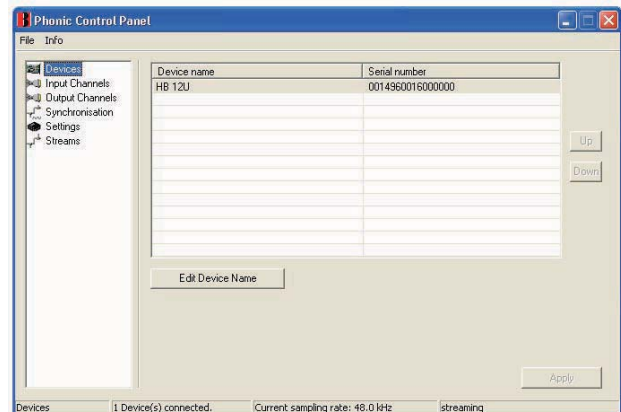 Phonic Control Panel
File Info
Devices
Input Channels
Output Channels
Synchronisation
Settings
Streams
Device name Serial number
HB 12U 0014960016000000
Up
Down
Edit Device Name
Apply
Devices 1 Device(s) connected. Current sampling rate: 48.0 kHz streaming